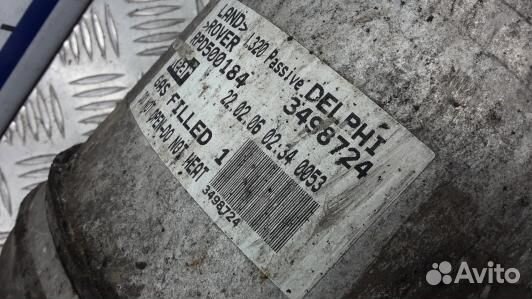 LAND>
>ROVER
RPD500184
L320 Passive
DELPHI
3498724
22.02.06 02:34 0053
GAS FILLED 1
DO NOT OPEN-DO NOT HEAT
3498724
Avito